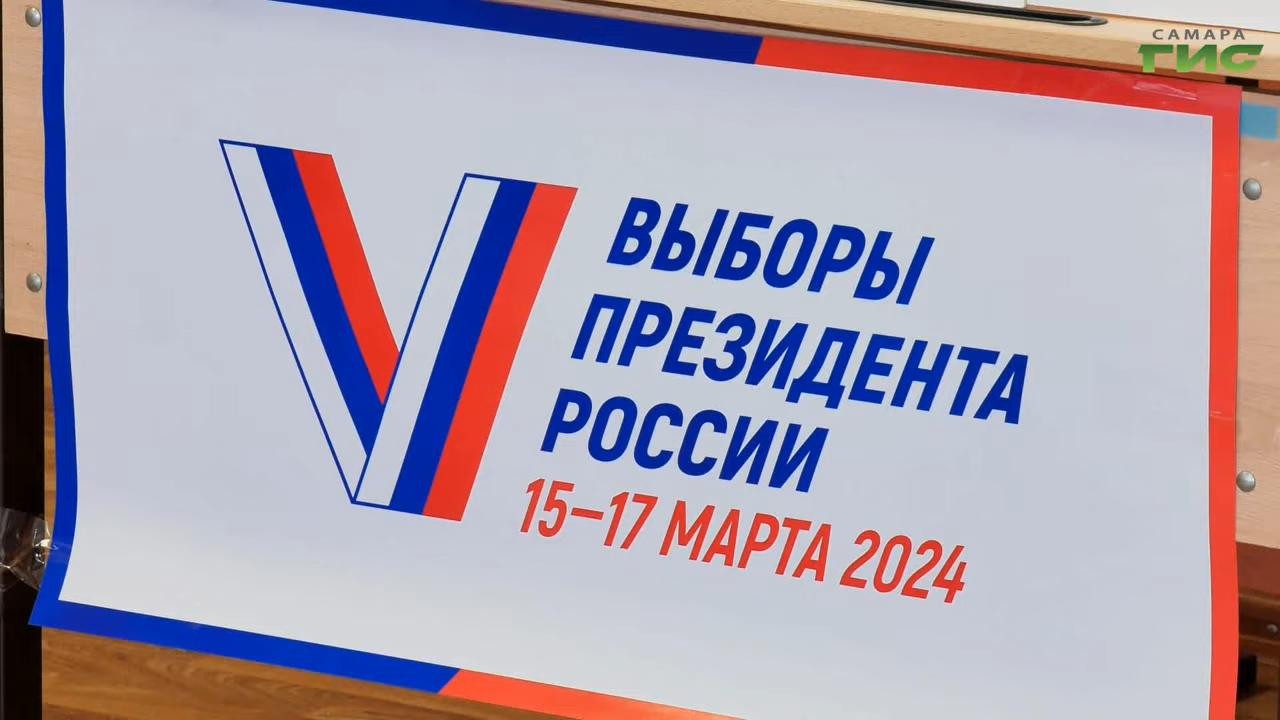 САМАРА
ГИС
ВЫБОРЫ
ПРЕЗИДЕНТА
РОССИИ
15–17 МАРТА 2024